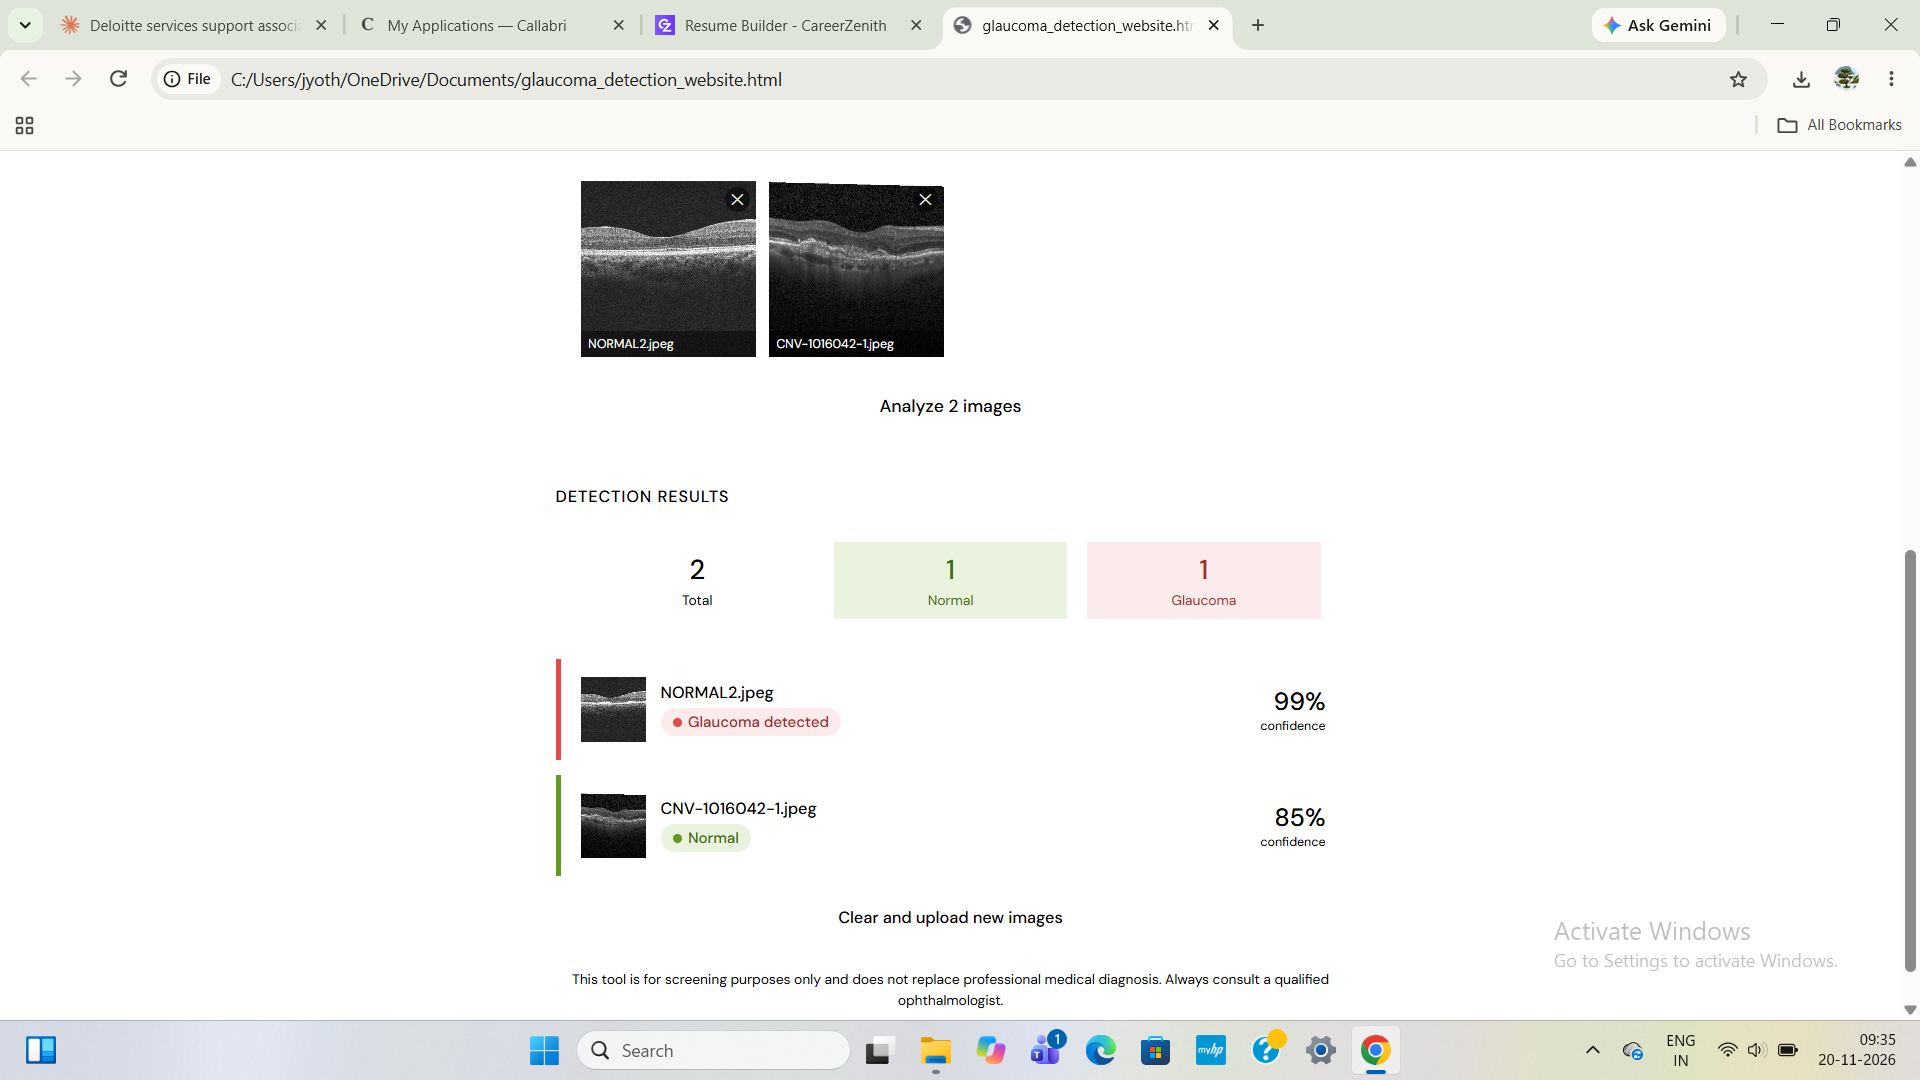 Deloitte services support associa
My Applications — Callabri
Resume Builder - CareerZenith
glaucoma_detection_website.htm
Ask Gemini
File
C:/Users/jyoth/OneDrive/Documents/glaucoma_detection_website.html
All Bookmarks
NORMAL2.jpeg
CNV-1016042-1.jpeg
Analyze 2 images
DETECTION RESULTS
2
Total
1
Normal
1
Glaucoma
NORMAL2.jpeg
Glaucoma detected
99%
confidence
CNV-1016042-1.jpeg
Normal
85%
confidence
Clear and upload new images
Activate Windows
Go to Settings to activate Windows.
This tool is for screening purposes only and does not replace professional medical diagnosis. Always consult a qualified
ophthalmologist.
Search
1
myhp
ENG
IN
09:35
20-11-2026